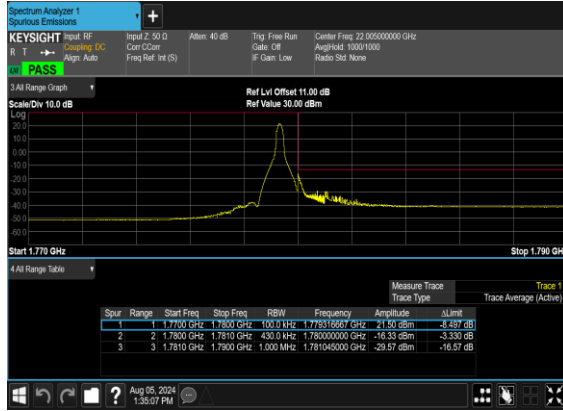 Spectrum Analyzer 1
Spurious Emissions
+
KEYSIGHT Input: RF Input Z: 50 Ω Atten: 40 dB Trig: Free Run Center Freq: 22.005000000 GHz
R T Coupling: DC Corr CCorr Gate: Off Avg|Hold: 1000/1000
Align: Auto Freq Ref: Int (S) IF Gain: Low Radio Std: None
PASS
3 All Range Graph
Ref Lvl Offset 11.00 dB
Scale/Div 10.0 dB Ref Value 30.00 dBm
Log
20.0
10.0
0.00
-10.0
-20.0
-30.0
-40.0
-50.0
-60.0
Start 1.770 GHz Stop 1.790 GH
4 All Range Table
Measure Trace Trace 1
Trace Type Trace Average (Active)
Spur Range Start Freq Stop Freq RBW Frequency Amplitude ΔLimit
1 1 1.7700 GHz 1.7800 GHz 100.0 kHz 1.779316667 GHz 21.50 dBm -8.497 dB
2 2 1.7800 GHz 1.7810 GHz 430.0 kHz 1.780000000 GHz -16.33 dBm -3.330 dB
3 3 1.7810 GHz 1.7900 GHz 1.000 MHz 1.781045000 GHz -29.57 dBm -16.57 dB
? Aug 05, 2024
1:35:07 PM